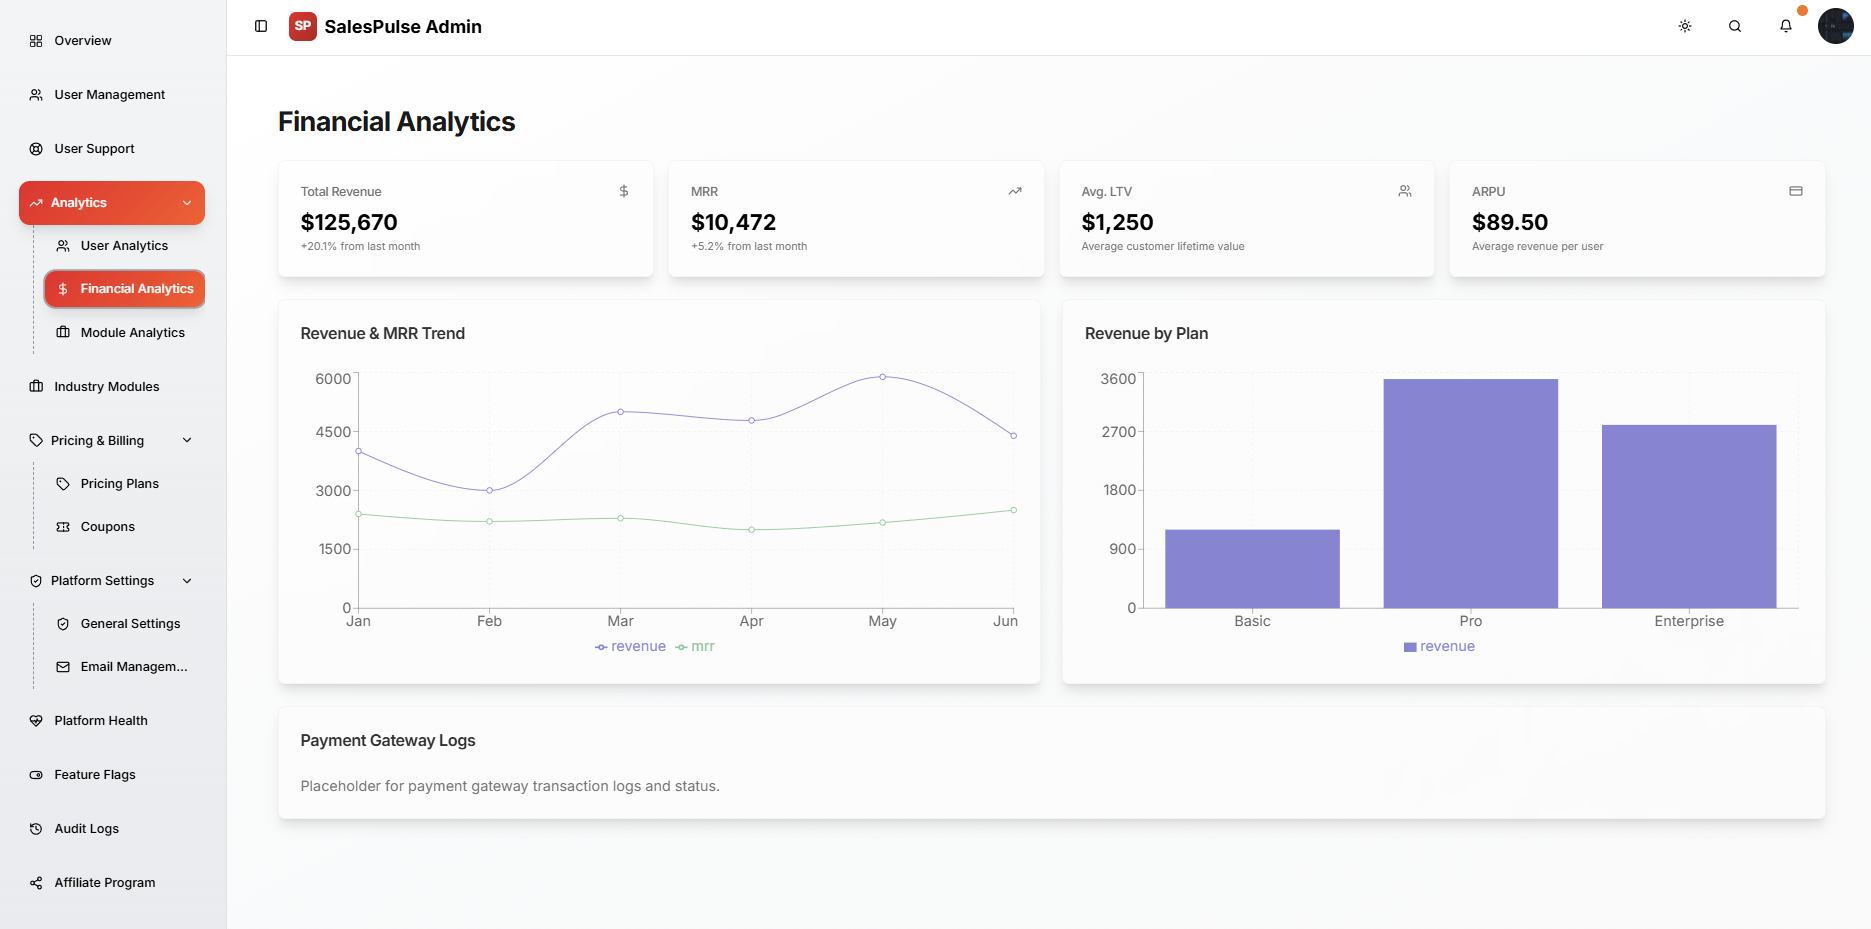 Overview
User Management
User Support
Analytics
User Analytics
Financial Analytics
Module Analytics
Industry Modules
Pricing & Billing
Pricing Plans
Coupons
Platform Settings
General Settings
Email Managem...
Platform Health
Feature Flags
Audit Logs
Affiliate Program
SP SalesPulse Admin
Financial Analytics
Total Revenue
$125,670
+20.1% from last month
MRR
$10,472
+5.2% from last month
Avg. LTV
$1,250
Average customer lifetime value
ARPU
$89.50
Average revenue per user
Revenue & MRR Trend
6000
4500
3000
1500
0
Jan Feb Mar Apr May Jun
revenue mrr
Revenue by Plan
3600
2700
1800
900
0
Basic Pro Enterprise
revenue
Payment Gateway Logs
Placeholder for payment gateway transaction logs and status.